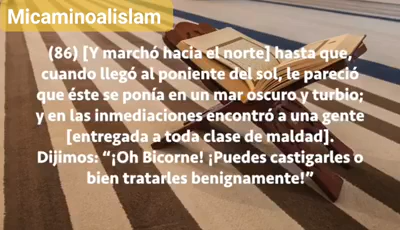 Micaminoalislam
(86) [Y marchó hacia el norte] hasta que,
cuando llegó al poniente del sol, le pareció
que éste se ponía en un mar oscuro y turbio;
y en las inmediaciones encontró a una gente
[entregada a toda clase de maldad].
Dijimos: “¡Oh Bicorne! ¡Puedes castigarles o
bien tratarles benignamente!”